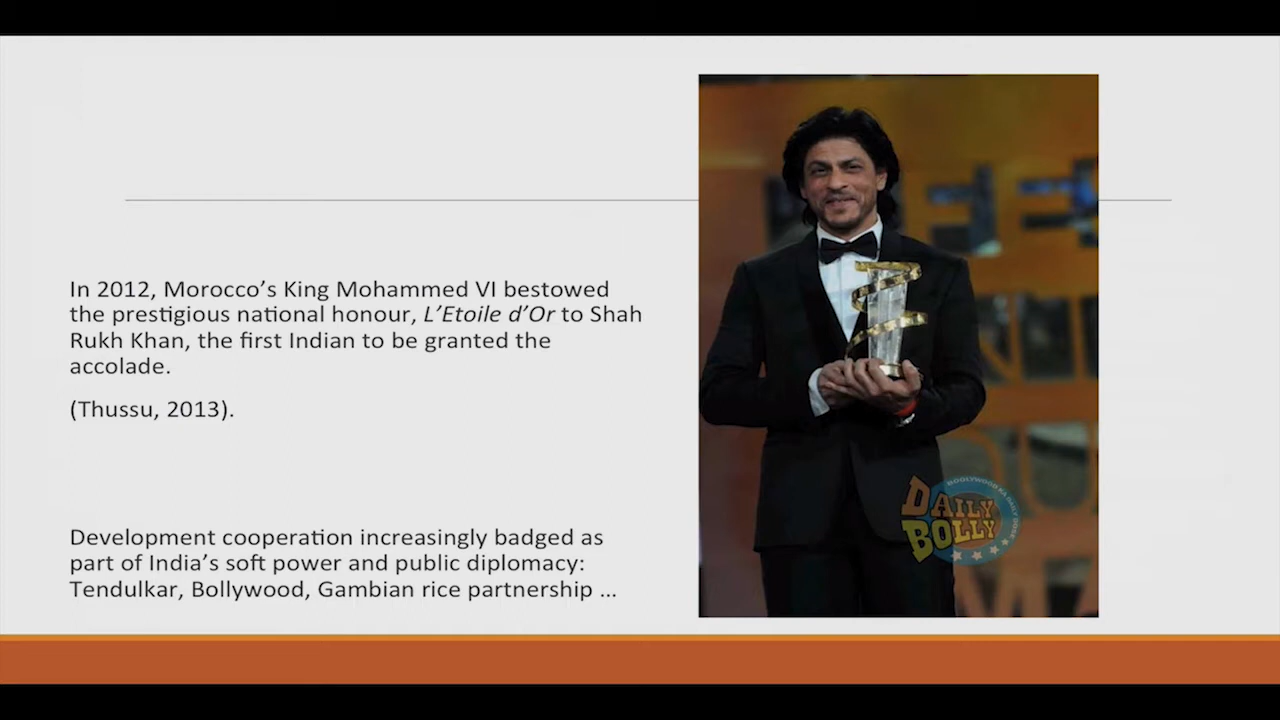 In 2012, Morocco’s King Mohammed VI bestowed
the prestigious national honour, L’Etoile d’Or to Shah
Rukh Khan, the first Indian to be granted the
accolade.
(Thussu, 2013).
Development cooperation increasingly badged as
part of India’s soft power and public diplomacy:
Tendulkar, Bollywood, Gambian rice partnership ...
DAILY
BOLLY